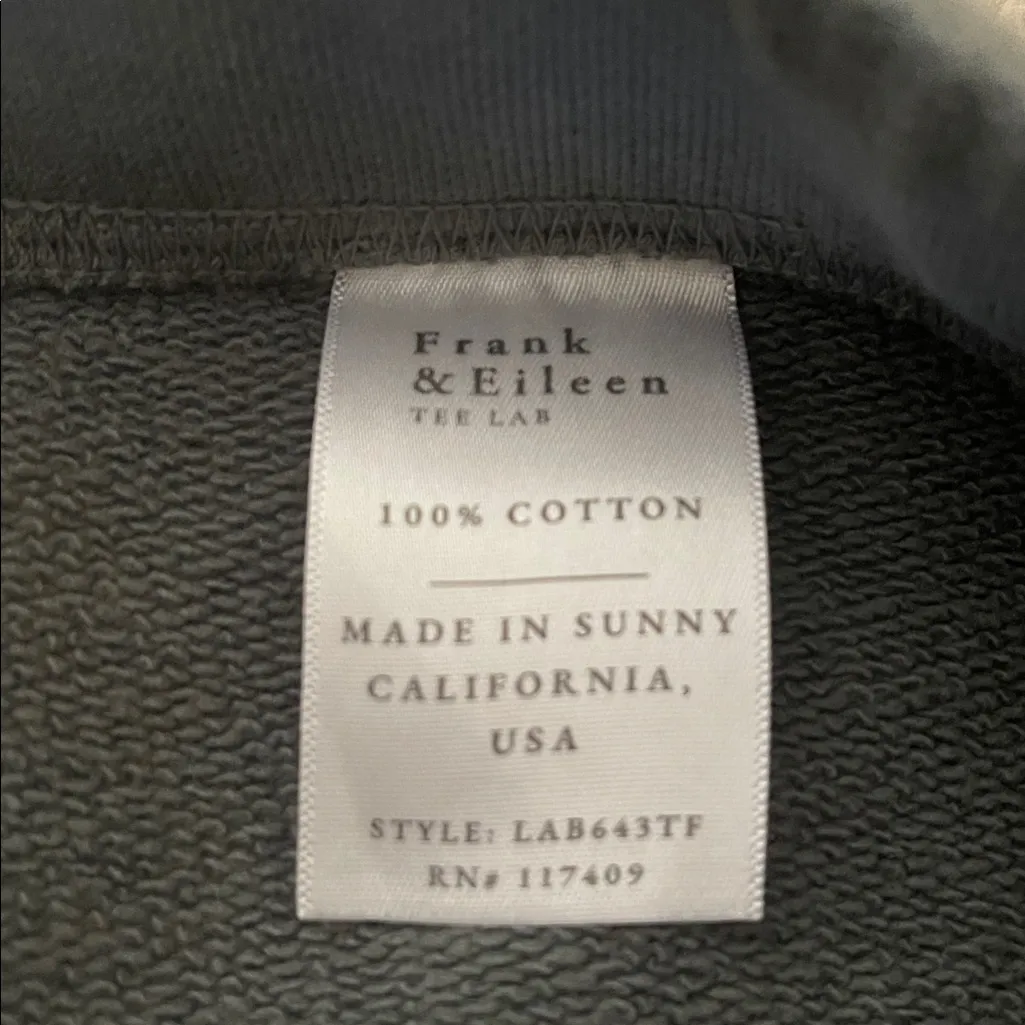 Frank
& Eileen
TEE LAB
100% COTTON
MADE IN SUNNY
CALIFORNIA,
USA
STYLE: LAB643TF
RN# 117409